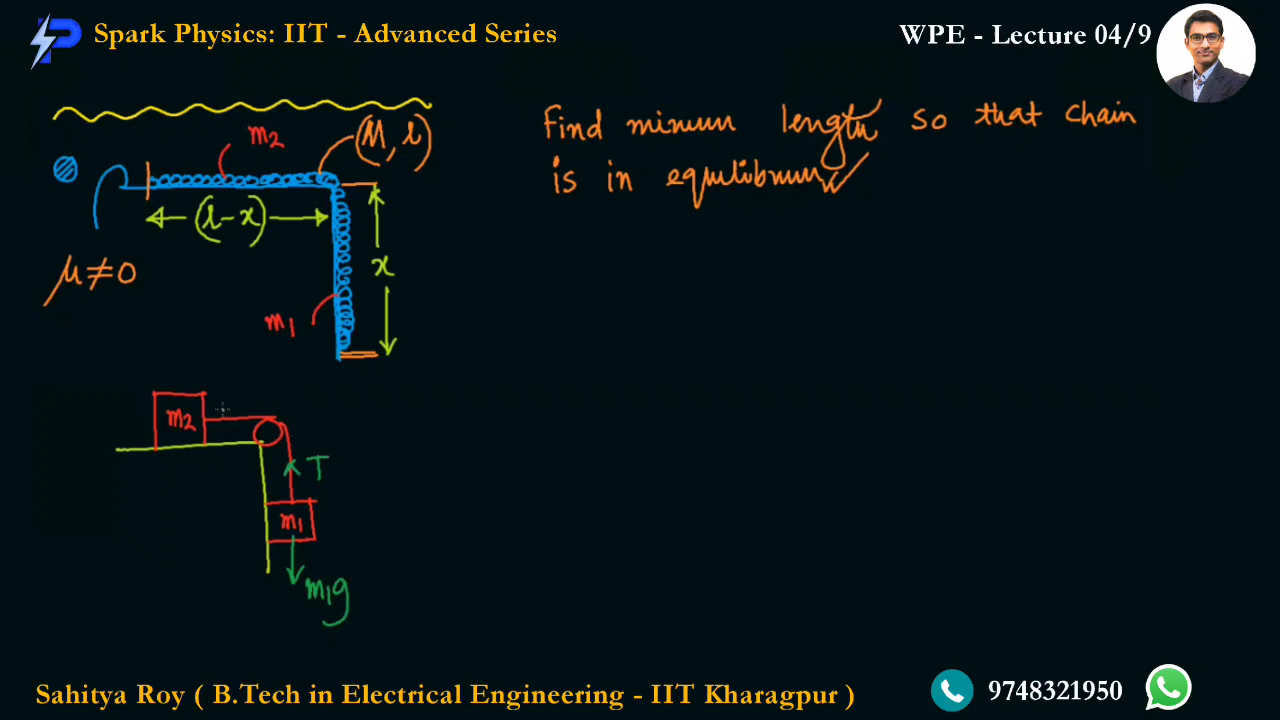 Spark Physics: IIT - Advanced Series
WPE - Lecture 04/9
m2
(M, l)
Find minum length so that chain
is in equilibrium
(l-x)
x
μ≠0
m1
m2
T
m1
m1g
Sahitya Roy ( B.Tech in Electrical Engineering - IIT Kharagpur )
9748321950